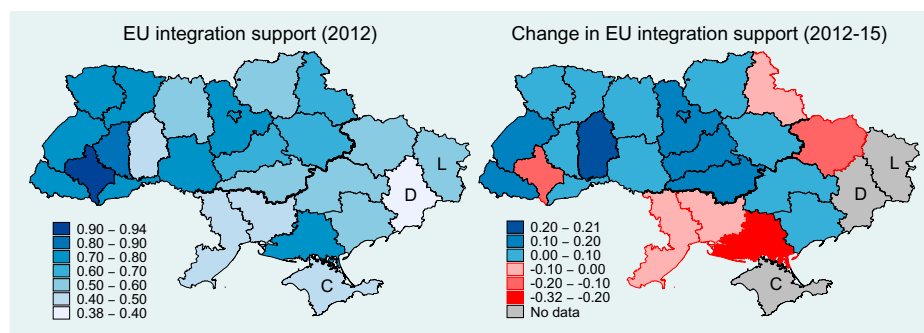 EU integration support (2012)
L
D
C
0.90 – 0.94
0.80 – 0.90
0.70 – 0.80
0.60 – 0.70
0.50 – 0.60
0.40 – 0.50
0.38 – 0.40
Change in EU integration support (2012-15)
L
D
C
0.20 – 0.21
0.10 – 0.20
0.00 – 0.10
-0.10 – 0.00
-0.20 – -0.10
-0.32 – -0.20
No data